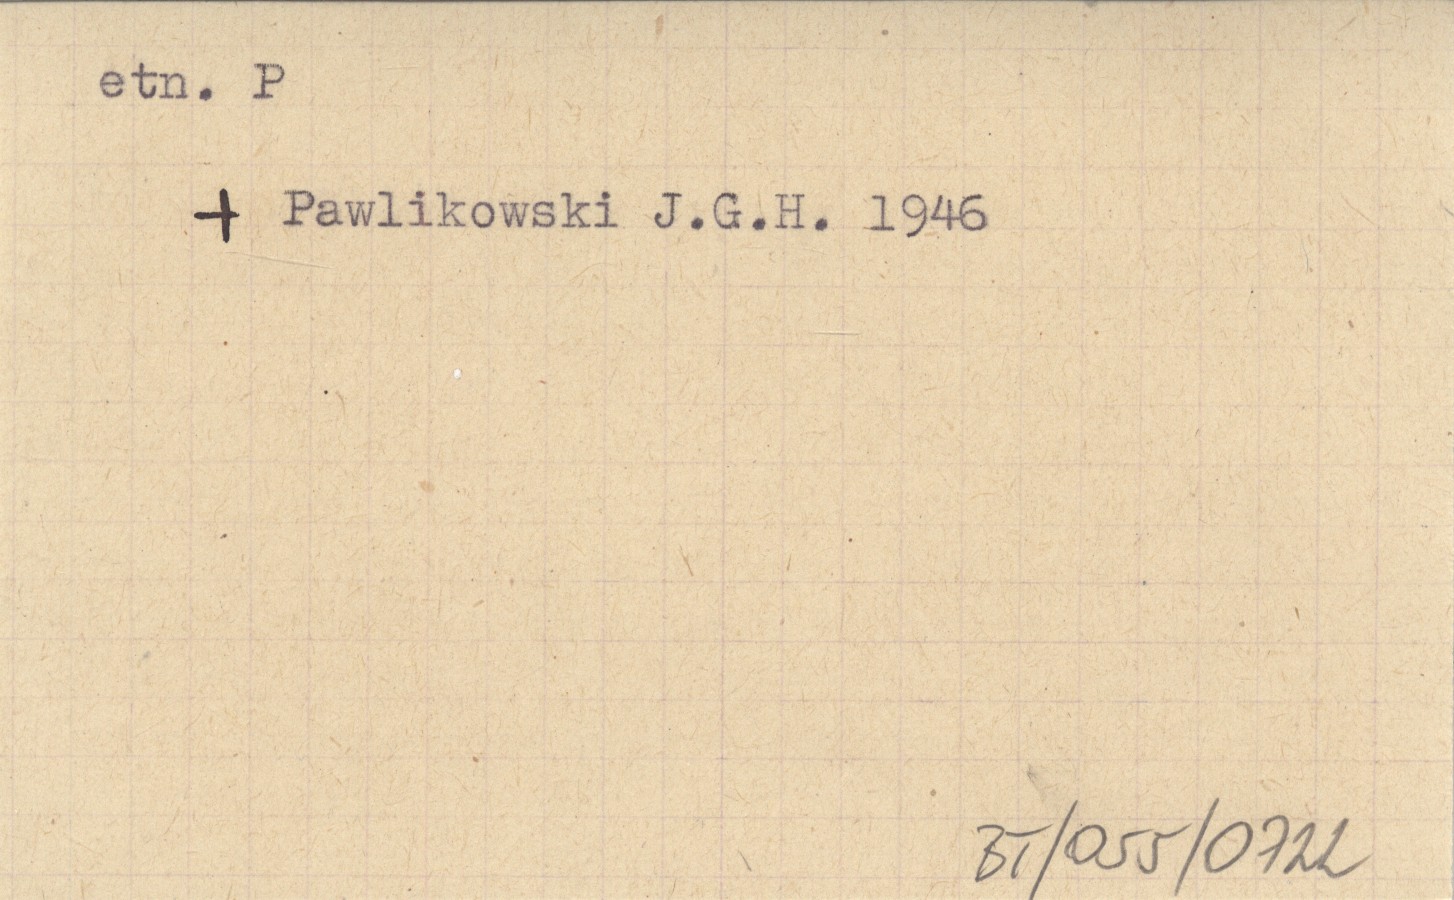 etn. P
+ Pawlikowski J.G.H. 1946
BT/055/0722